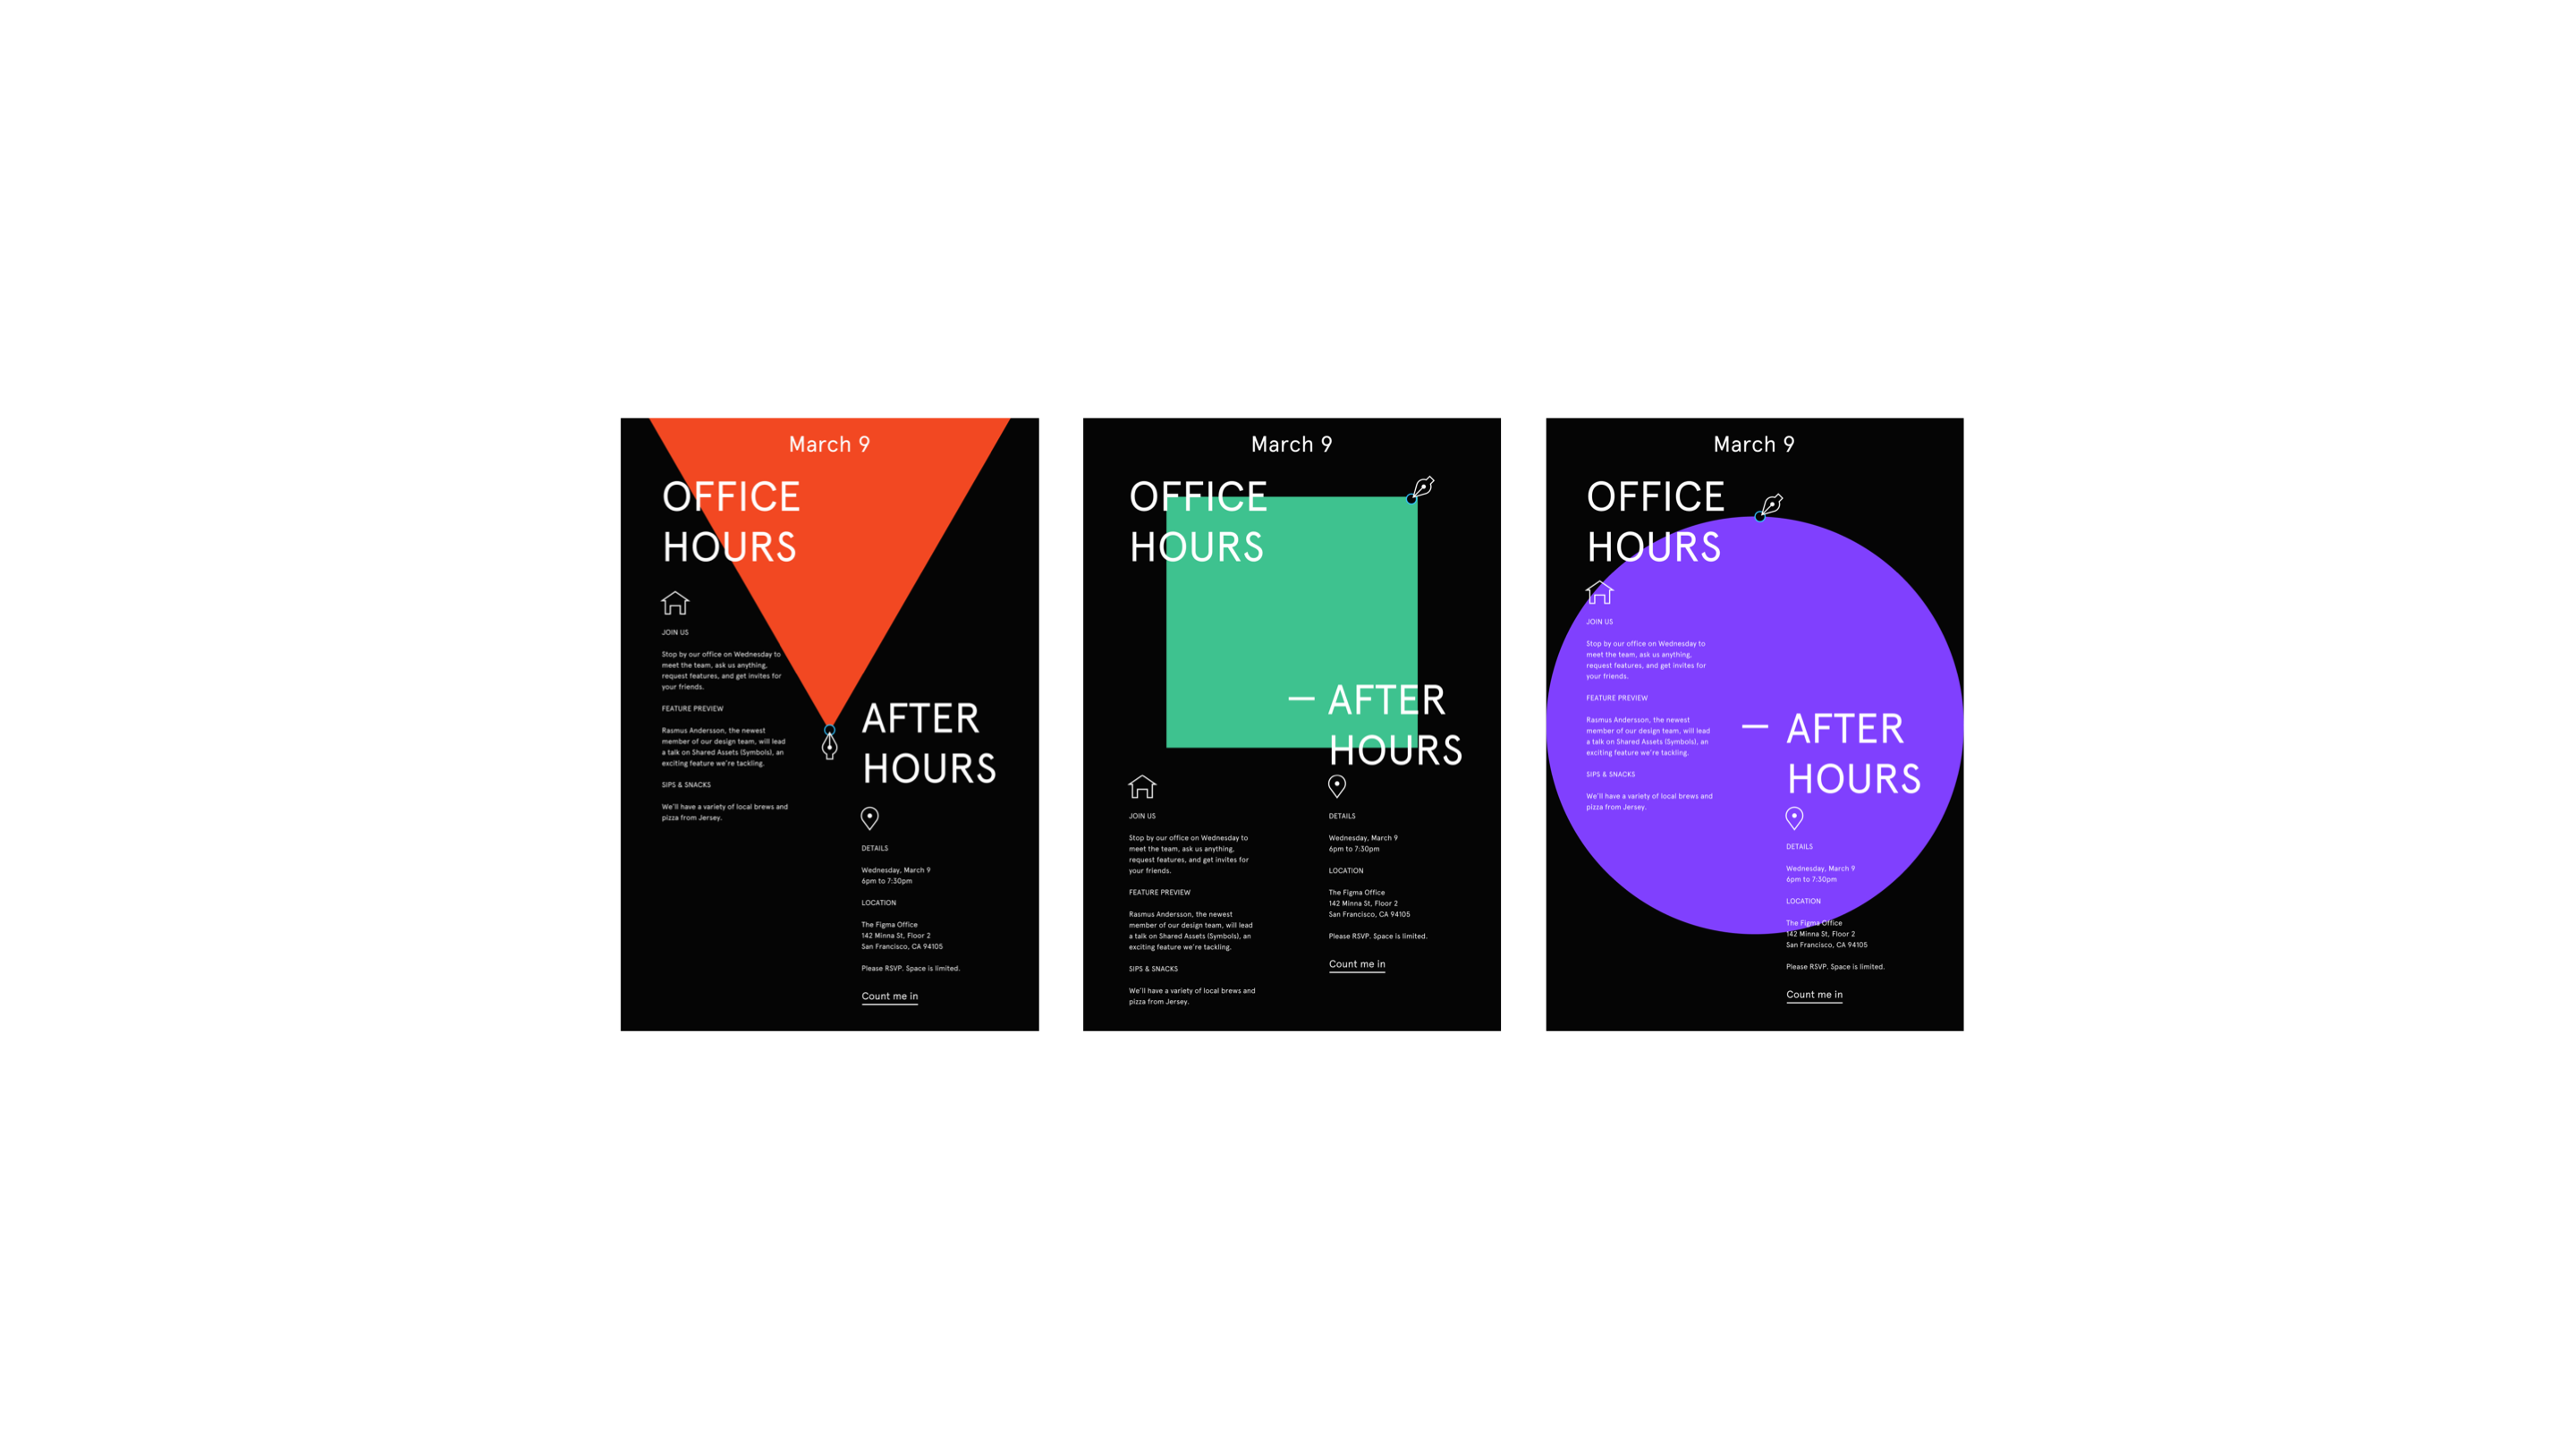 March 9
OFFICE
HOURS
JOIN US
Stop by our office on Wednesday to
meet the team, ask us anything,
request features, and get invites for
your friends.
FEATURE PREVIEW
Rasmus Andersson, the newest
member of our design team, will lead
a talk on Shared Assets (Symbols), an
exciting feature we're tackling.
SIPS & SNACKS
We'll have a variety of local brews and
pizza from Jersey.
AFTER
HOURS
DETAILS
Wednesday, March 9
6pm to 7:30pm
LOCATION
The Figma Office
142 Minna St, Floor 2
San Francisco, CA 94105
Please RSVP. Space is limited.
Count me in
March 9
OFFICE
HOURS
— AFTER
HOURS
JOIN US
Stop by our office on Wednesday to
meet the team, ask us anything,
request features, and get invites for
your friends.
FEATURE PREVIEW
Rasmus Andersson, the newest
member of our design team, will lead
a talk on Shared Assets (Symbols), an
exciting feature we're tackling.
SIPS & SNACKS
We'll have a variety of local brews and
pizza from Jersey.
DETAILS
Wednesday, March 9
6pm to 7:30pm
LOCATION
The Figma Office
142 Minna St, Floor 2
San Francisco, CA 94105
Please RSVP. Space is limited.
Count me in
March 9
OFFICE
HOURS
JOIN US
Stop by our office on Wednesday to
meet the team, ask us anything,
request features, and get invites for
your friends.
FEATURE PREVIEW
Rasmus Andersson, the newest
member of our design team, will lead
a talk on Shared Assets (Symbols), an
exciting feature we're tackling.
SIPS & SNACKS
We'll have a variety of local brews and
pizza from Jersey.
— AFTER
HOURS
DETAILS
Wednesday, March 9
6pm to 7:30pm
LOCATION
The Figma Office
142 Minna St, Floor 2
San Francisco, CA 94105
Please RSVP. Space is limited.
Count me in